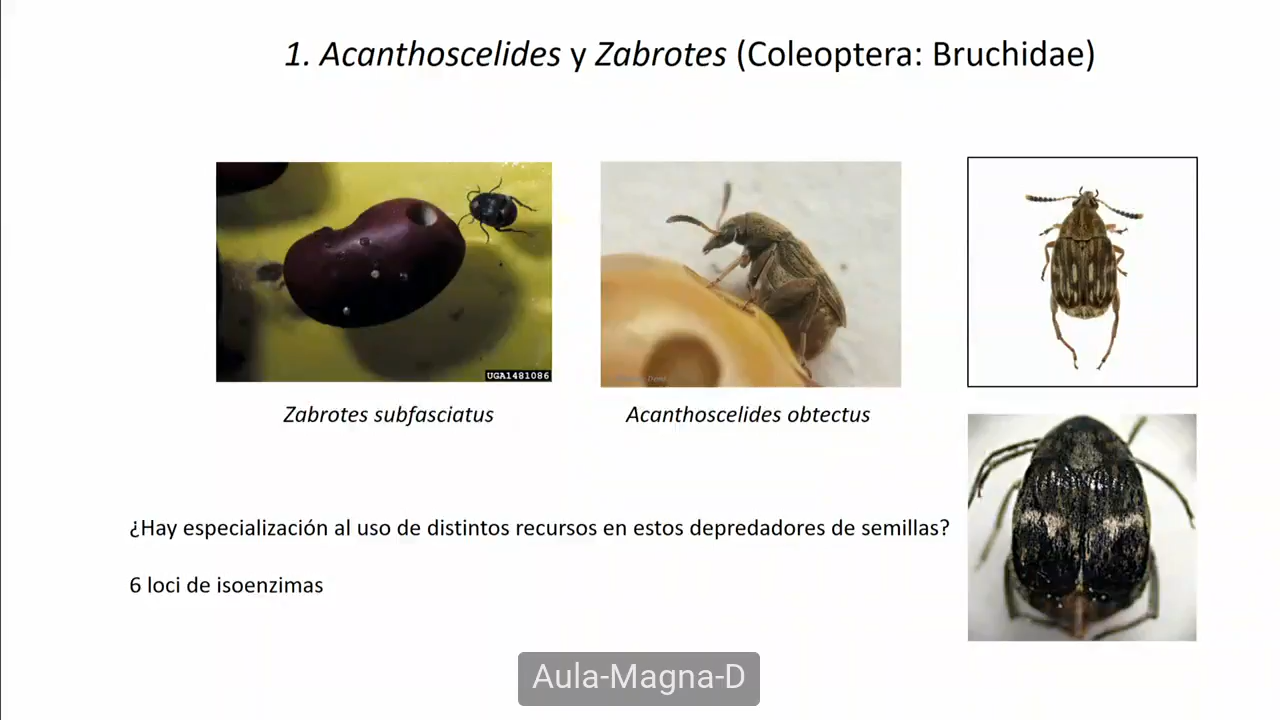 1. Acanthoscelides y Zabrotes (Coleoptera: Bruchidae)
UGA1481086
Zabrotes subfasciatus
Acanthoscelides obtectus
¿Hay especialización al uso de distintos recursos en estos depredadores de semillas?
6 loci de isoenzimas
Aula-Magna-D